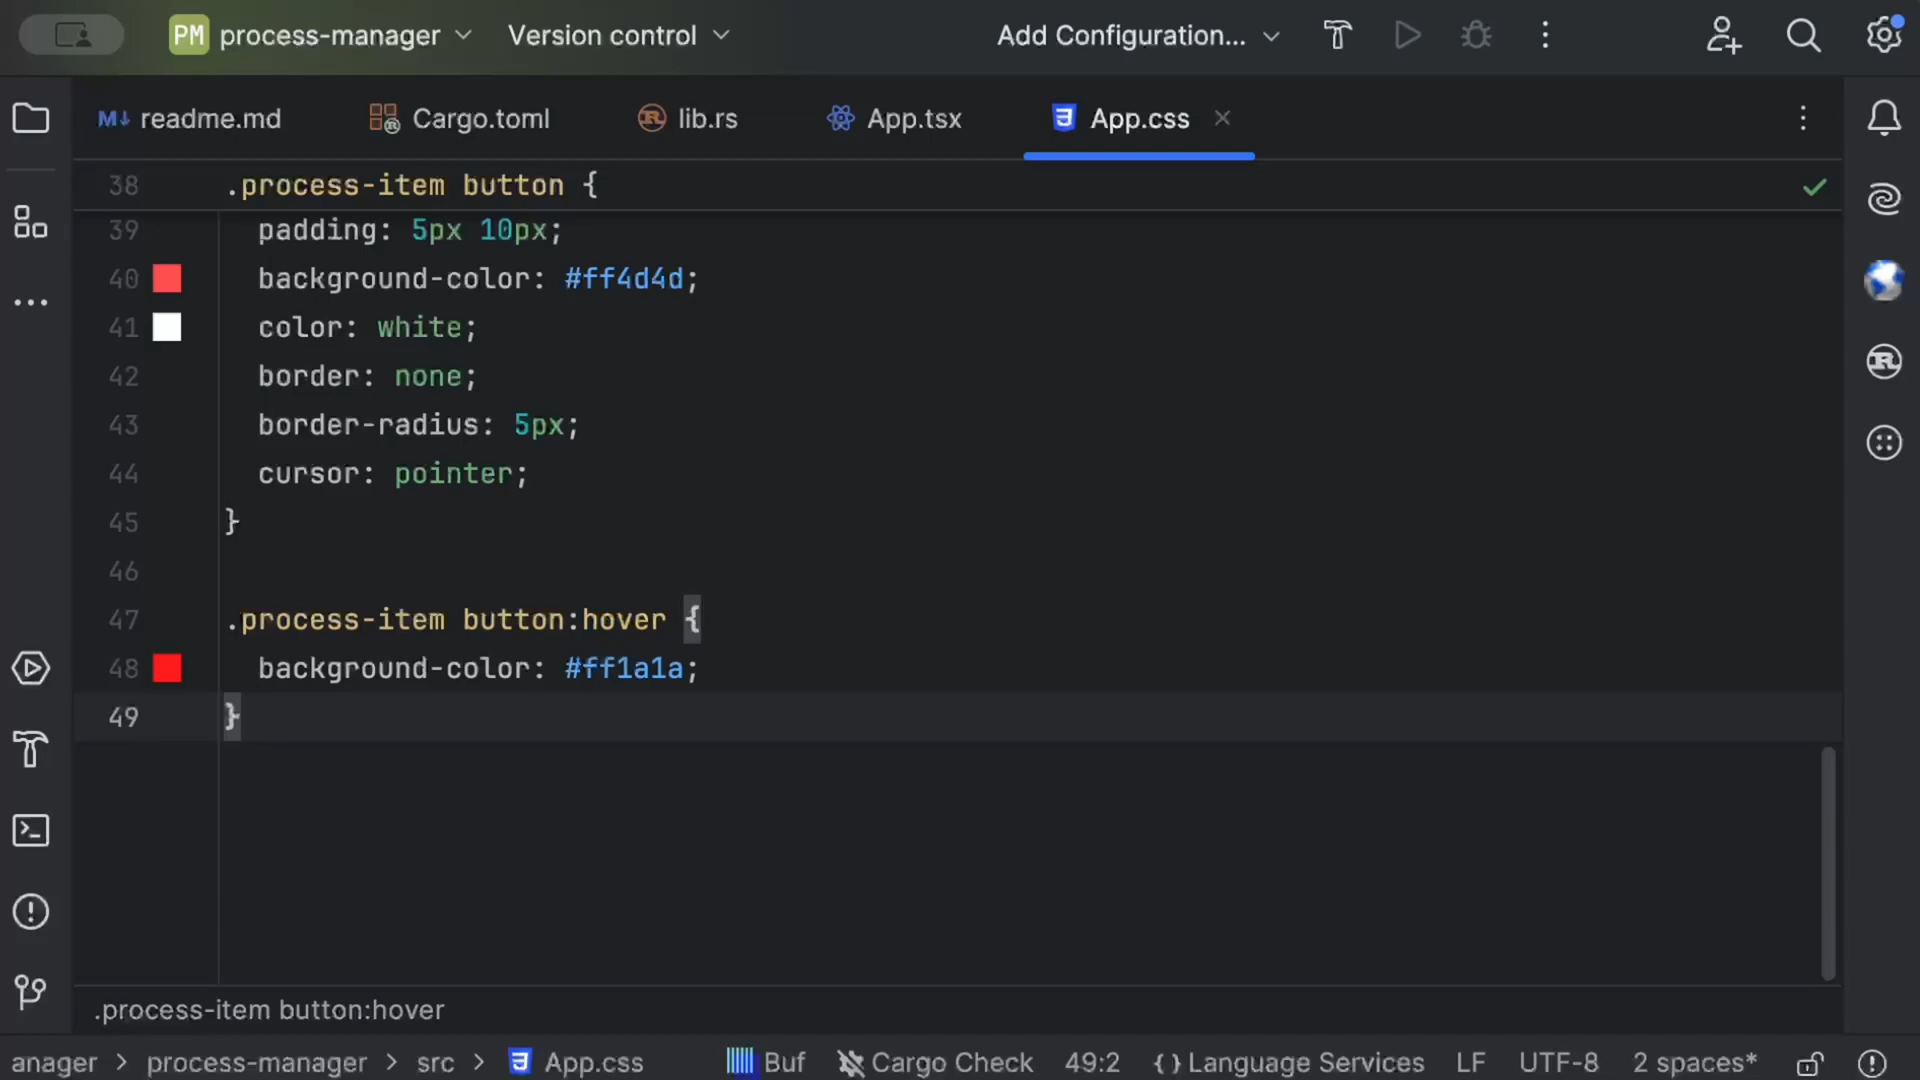 PM process-manager Version control Add Configuration...
readme.md Cargo.toml lib.rs App.tsx App.css
38 .process-item button {
39 padding: 5px 10px;
40 background-color: #ff4d4d;
41 color: white;
42 border: none;
43 border-radius: 5px;
44 cursor: pointer;
45 }
46
47 .process-item button:hover {
48 background-color: #ff1a1a;
49 }
.process-item button:hover
anager > process-manager > src > App.css Buf Cargo Check 49:2 {} Language Services LF UTF-8 2 spaces*